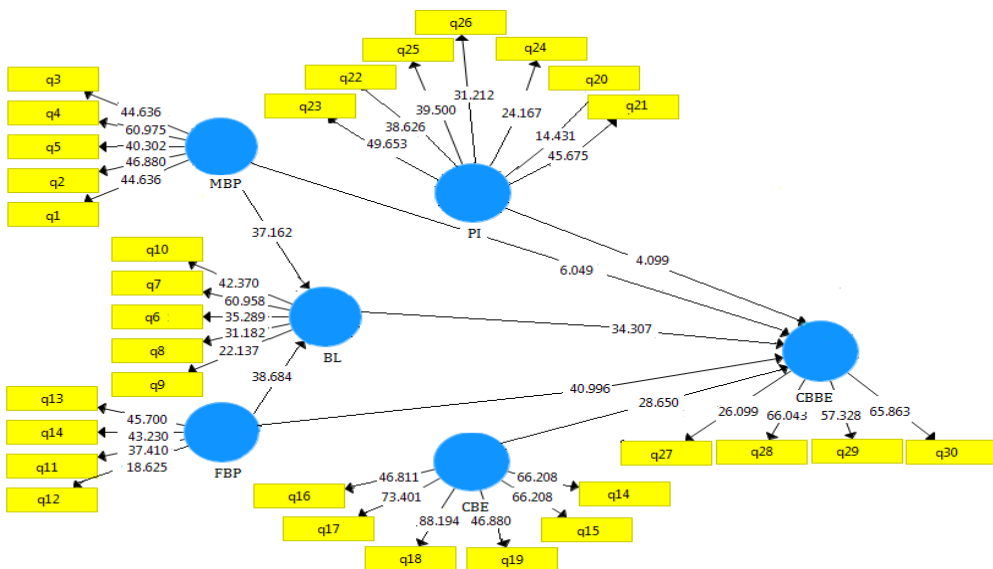 q26
q25
q24
q22
q20
q23
q21
31.212
39.500
24.167
38.626
14.431
49.653
45.675
PI
q3
q4
q5
q2
q1
44.636
60.975
40.302
46.880
44.636
MBP
37.162
4.099
6.049
q10
q7
q6
q8
q9
42.370
60.958
35.289
31.182
22.137
BL
34.307
38.684
40.996
28.650
q13
q14
q11
q12
45.700
43.230
37.410
18.625
FBP
CBBE
26.099
66.043
57.328
65.863
q27
q28
q29
q30
46.811
73.401
88.194
46.880
66.208
66.208
CBE
q16
q17
q18
q19
q14
q15